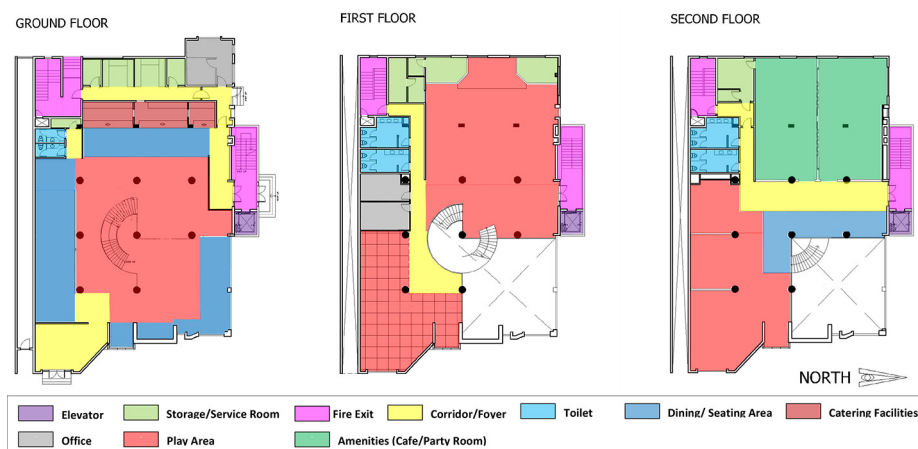 GROUND FLOOR
FIRST FLOOR
SECOND FLOOR
NORTH
Elevator
Storage/Service Room
Fire Exit
Corridor/Foyer
Toilet
Dining/ Seating Area
Catering Facilities
Office
Play Area
Amenities (Cafe/Party Room)